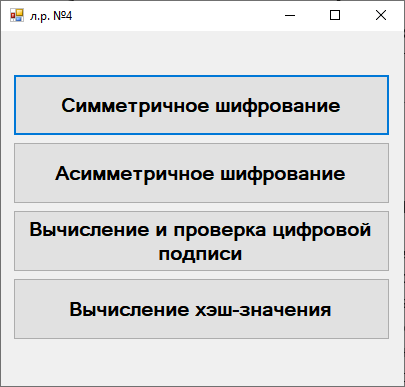 л.р. №4
Симметричное шифрование
Асимметричное шифрование
Вычисление и проверка цифровой
подписи
Вычисление хэш-значения